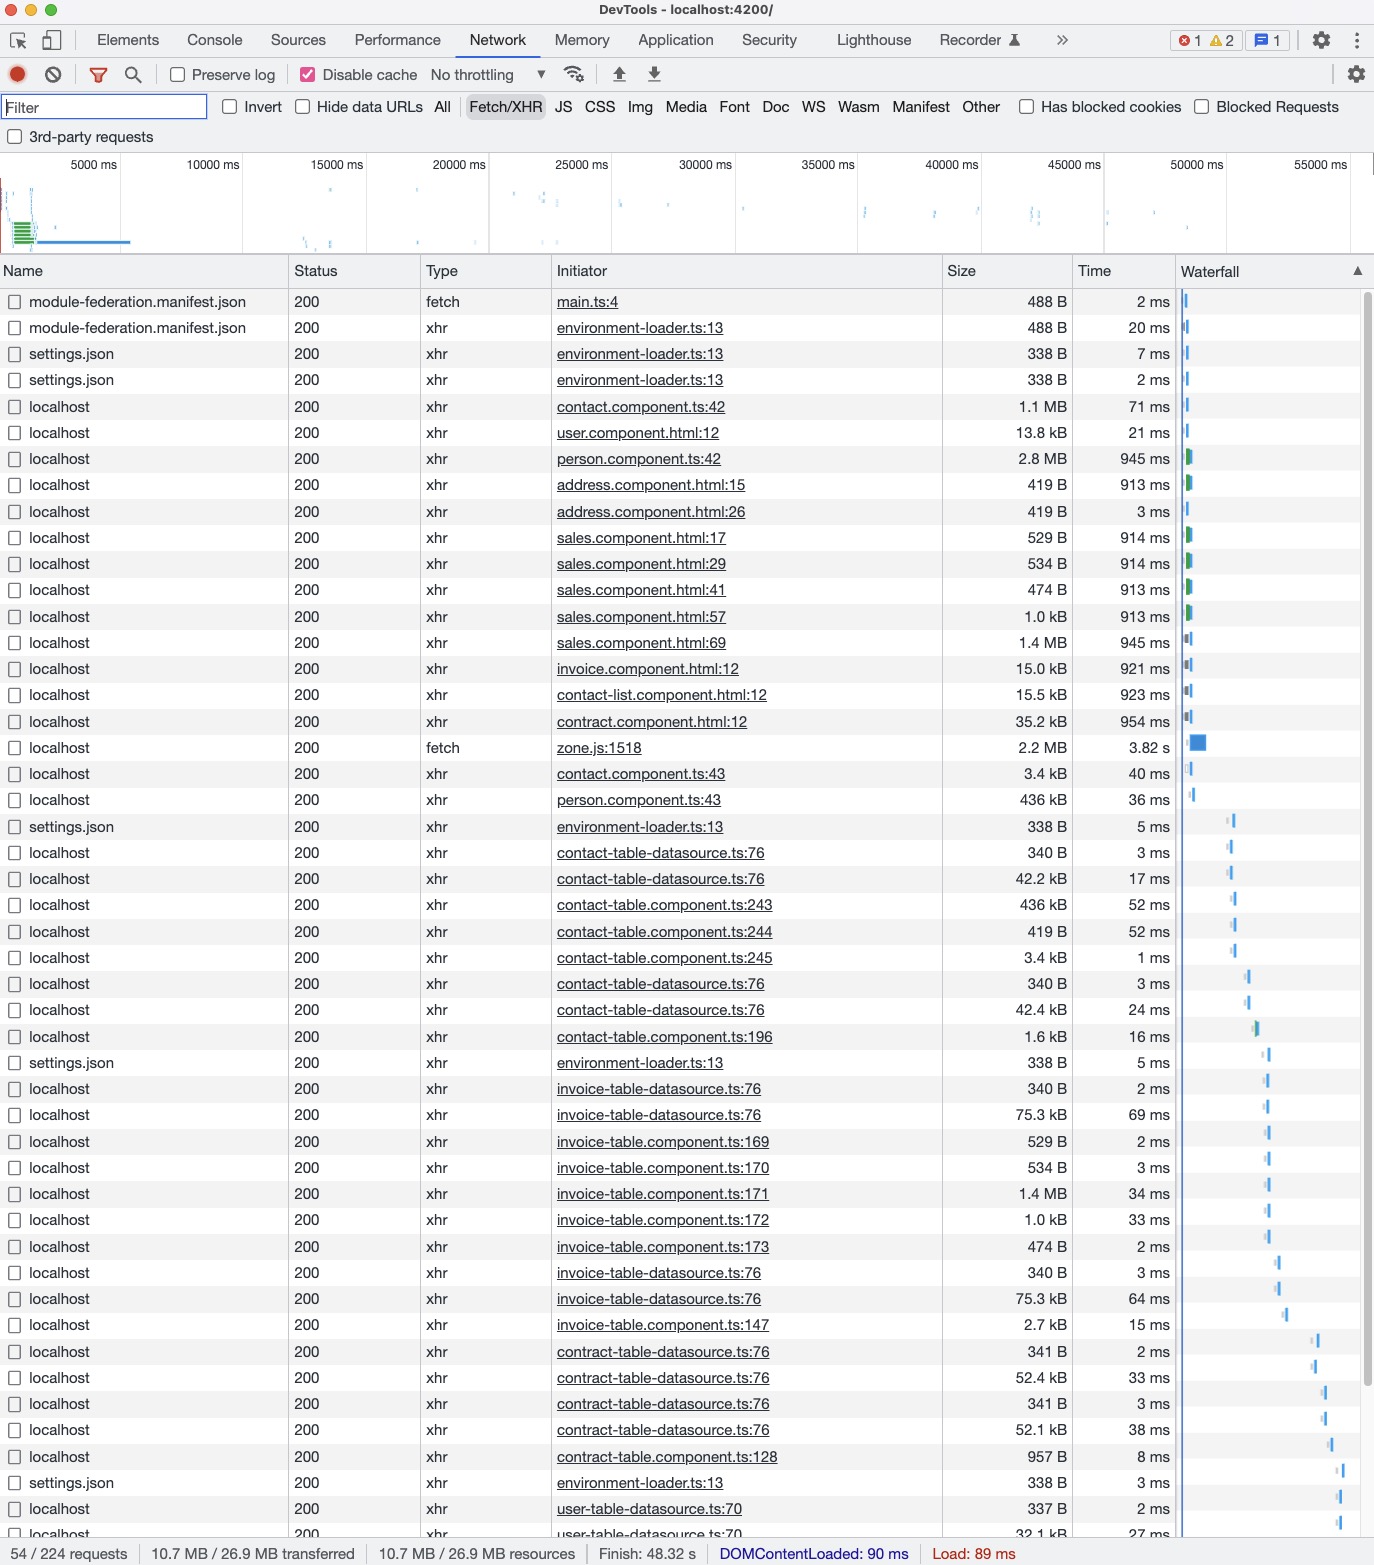 DevTools - localhost:4200/
Elements Console Sources Performance Network Memory Application Security Lighthouse Recorder 1 2 1
Preserve log Disable cache No throttling
Filter Invert Hide data URLs All Fetch/XHR JS CSS Img Media Font Doc WS Wasm Manifest Other Has blocked cookies Blocked Requests
3rd-party requests
5000 ms 10000 ms 15000 ms 20000 ms 25000 ms 30000 ms 35000 ms 40000 ms 45000 ms 50000 ms 55000 ms
Name Status Type Initiator Size Time Waterfall
module-federation.manifest.json 200 fetch main.ts:4 488 B 2 ms
module-federation.manifest.json 200 xhr environment-loader.ts:13 488 B 20 ms
settings.json 200 xhr environment-loader.ts:13 338 B 7 ms
settings.json 200 xhr environment-loader.ts:13 338 B 2 ms
localhost 200 xhr contact.component.ts:42 1.1 MB 71 ms
localhost 200 xhr user.component.html:12 13.8 kB 21 ms
localhost 200 xhr person.component.ts:42 2.8 MB 945 ms
localhost 200 xhr address.component.html:15 419 B 913 ms
localhost 200 xhr address.component.html:26 419 B 3 ms
localhost 200 xhr sales.component.html:17 529 B 914 ms
localhost 200 xhr sales.component.html:29 534 B 914 ms
localhost 200 xhr sales.component.html:41 474 B 913 ms
localhost 200 xhr sales.component.html:57 1.0 kB 913 ms
localhost 200 xhr sales.component.html:69 1.4 MB 945 ms
localhost 200 xhr invoice.component.html:12 15.0 kB 921 ms
localhost 200 xhr contact-list.component.html:12 15.5 kB 923 ms
localhost 200 xhr contract.component.html:12 35.2 kB 954 ms
localhost 200 fetch zone.js:1518 2.2 MB 3.82 s
localhost 200 xhr contact.component.ts:43 3.4 kB 40 ms
localhost 200 xhr person.component.ts:43 436 kB 36 ms
settings.json 200 xhr environment-loader.ts:13 338 B 5 ms
localhost 200 xhr contact-table-datasource.ts:76 340 B 3 ms
localhost 200 xhr contact-table-datasource.ts:76 42.2 kB 17 ms
localhost 200 xhr contact-table.component.ts:243 436 kB 52 ms
localhost 200 xhr contact-table.component.ts:244 419 B 52 ms
localhost 200 xhr contact-table.component.ts:245 3.4 kB 1 ms
localhost 200 xhr contact-table-datasource.ts:76 340 B 3 ms
localhost 200 xhr contact-table-datasource.ts:76 42.4 kB 24 ms
localhost 200 xhr contact-table.component.ts:196 1.6 kB 16 ms
settings.json 200 xhr environment-loader.ts:13 338 B 5 ms
localhost 200 xhr invoice-table-datasource.ts:76 340 B 2 ms
localhost 200 xhr invoice-table-datasource.ts:76 75.3 kB 69 ms
localhost 200 xhr invoice-table.component.ts:169 529 B 2 ms
localhost 200 xhr invoice-table.component.ts:170 534 B 3 ms
localhost 200 xhr invoice-table.component.ts:171 1.4 MB 34 ms
localhost 200 xhr invoice-table.component.ts:172 1.0 kB 33 ms
localhost 200 xhr invoice-table.component.ts:173 474 B 2 ms
localhost 200 xhr invoice-table-datasource.ts:76 340 B 3 ms
localhost 200 xhr invoice-table-datasource.ts:76 75.3 kB 64 ms
localhost 200 xhr invoice-table.component.ts:147 2.7 kB 15 ms
localhost 200 xhr contract-table-datasource.ts:76 341 B 2 ms
localhost 200 xhr contract-table-datasource.ts:76 52.4 kB 33 ms
localhost 200 xhr contract-table-datasource.ts:76 341 B 3 ms
localhost 200 xhr contract-table-datasource.ts:76 52.1 kB 38 ms
localhost 200 xhr contract-table.component.ts:128 957 B 8 ms
settings.json 200 xhr environment-loader.ts:13 338 B 3 ms
localhost 200 xhr user-table-datasource.ts:70 337 B 2 ms
localhost 200 xhr user-table-datasource.ts:70 32.1 kB 27 ms
54 / 224 requests 10.7 MB / 26.9 MB transferred 10.7 MB / 26.9 MB resources Finish: 48.32 s DOMContentLoaded: 90 ms Load: 89 ms